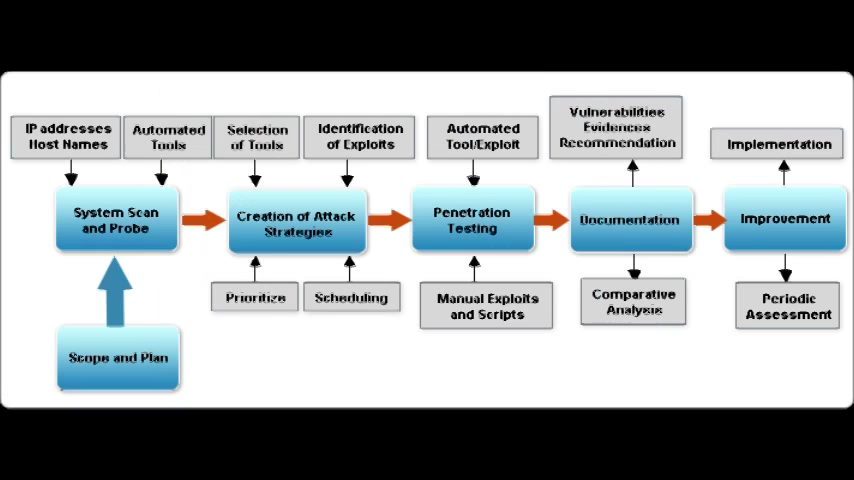 IP addresses
Host Names
Automated
Tools
Selection
of Tools
Identification
of Exploits
Automated
Tool/Exploit
Vulnerabilities
Evidences
Recommendation
Implementation
System Scan
and Probe
Creation of Attack
Strategies
Penetration
Testing
Documentation
Improvement
Prioritize
Scheduling
Manual Exploits
and Scripts
Comparative
Analysis
Periodic
Assessment
Scope and Plan